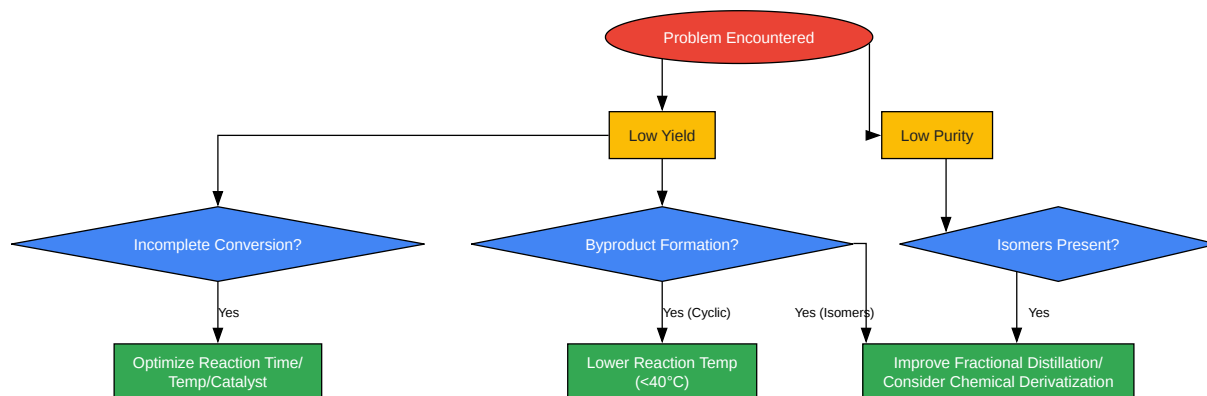 Problem Encountered
Low Yield
Low Purity
Incomplete Conversion?
Byproduct Formation?
Isomers Present?
Yes
Yes (Cyclic)
Yes (Isomers)
Yes
Optimize Reaction Time/
Temp/Catalyst
Lower Reaction Temp
(<40°C)
Improve Fractional Distillation/
Consider Chemical Derivatization